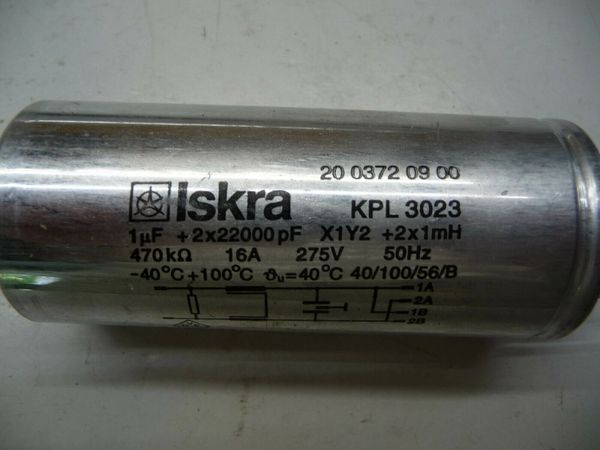 20 0372 09 00
Iskra KPL 3023
1µF +2x22000pF X1Y2 +2x1mH
470kΩ 16A 275V 50Hz
-40°C+100°C ϑu=40°C 40/100/56/B
1A
2A
1B
2B